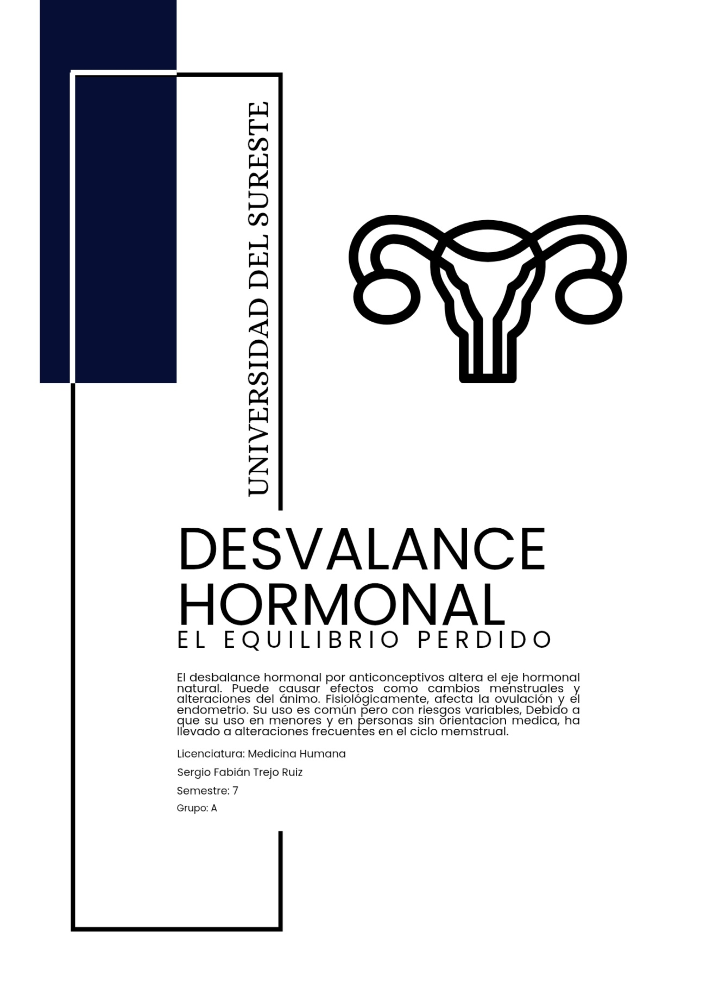 UNIVERSIDAD DEL SURESTE
DESVALANCE
HORMONAL
EL EQUILIBRIO PERDIDO
El desbalance hormonal por anticonceptivos altera el eje hormonal
natural. Puede causar efectos como cambios menstruales y
alteraciones del ánimo. Fisiológicamente, afecta la ovulación y el
endometrio. Su uso es común pero con riesgos variables, Debido a
que su uso en menores y en personas sin orientacion medica, ha
llevado a alteraciones frecuentes en el ciclo memstrual.
Licenciatura: Medicina Humana
Sergio Fabián Trejo Ruiz
Semestre: 7
Grupo: A